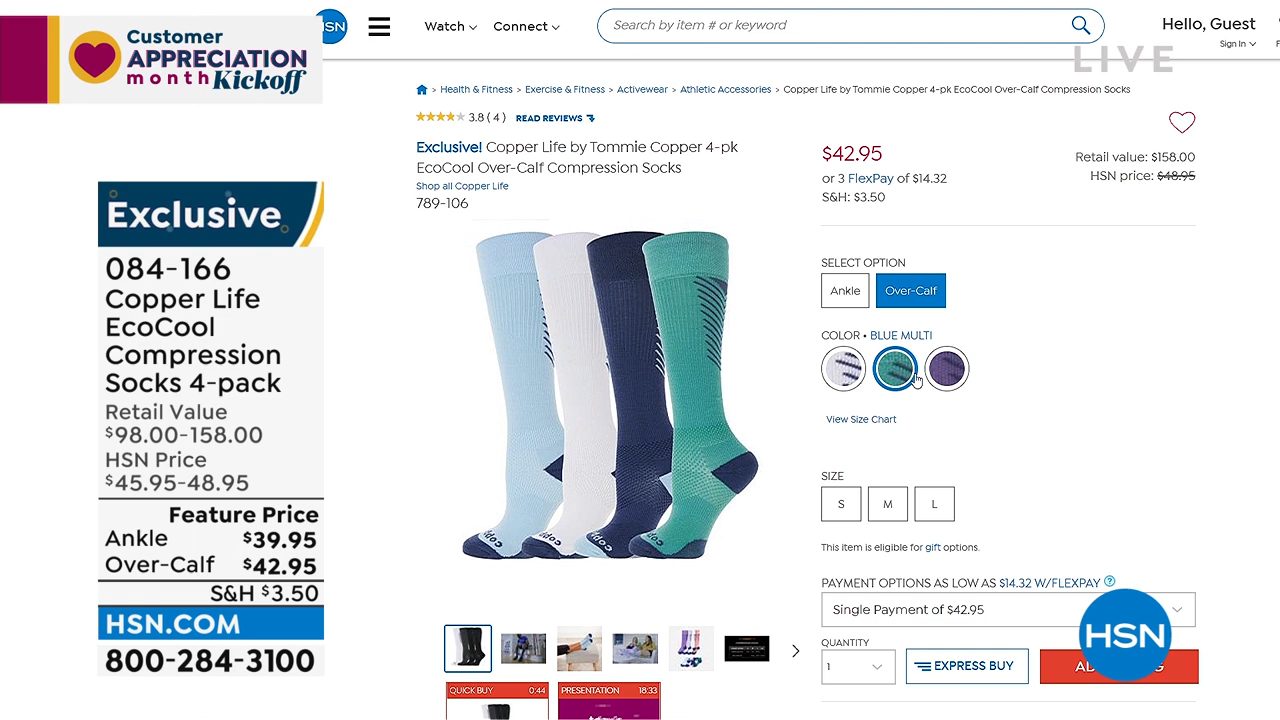 Customer
APPRECIATION
month Kickoff
HSN
Watch
Connect
Search by item # or keyword
Hello, Guest
Sign In
LIVE
Health & Fitness > Exercise & Fitness > Activewear > Athletic Accessories > Copper Life by Tommie Copper 4-pk EcoCool Over-Calf Compression Socks
3.8 ( 4 ) READ REVIEWS
Exclusive! Copper Life by Tommie Copper 4-pk
EcoCool Over-Calf Compression Socks
Shop all Copper Life
789-106
$42.95
or 3 FlexPay of $14.32
S&H: $3.50
Retail value: $158.00
HSN price: $48.95
Exclusive
084-166
Copper Life
EcoCool
Compression
Socks 4-pack
Retail Value
$98.00-158.00
HSN Price
$45.95-48.95
Feature Price
Ankle $39.95
Over-Calf $42.95
S&H $3.50
HSN.COM
800-284-3100
SELECT OPTION
Ankle
Over-Calf
COLOR • BLUE MULTI
View Size Chart
SIZE
S M L
This item is eligible for gift options.
PAYMENT OPTIONS AS LOW AS $14.32 W/FLEXPAY
Single Payment of $42.95
QUANTITY
1
EXPRESS BUY
HSN
QUICK BUY 0:44
PRESENTATION 18:33